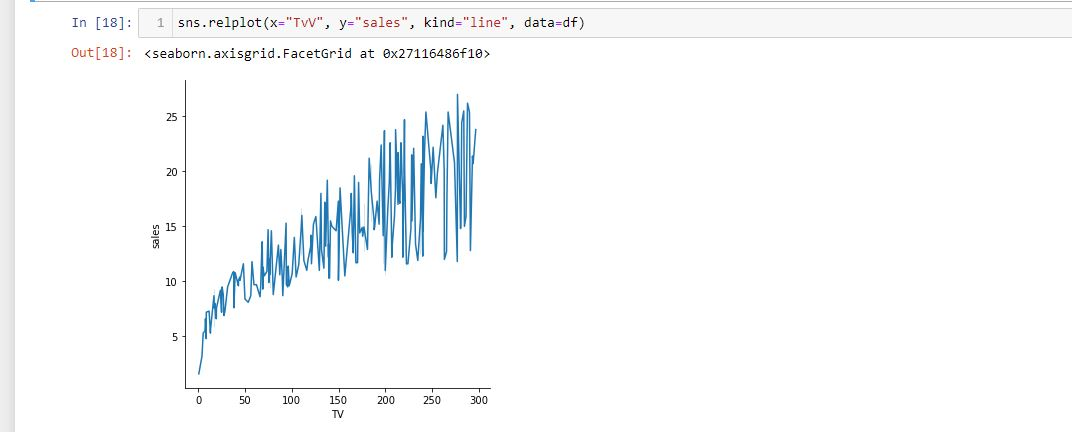 In [18]: 1 sns.relplot(x="TvV", y="sales", kind="line", data=df)
Out[18]: <seaborn.axisgrid.FacetGrid at 0x27116486f10>
25
20
15
10
5
sales
0 50 100 150 200 250 300
TV